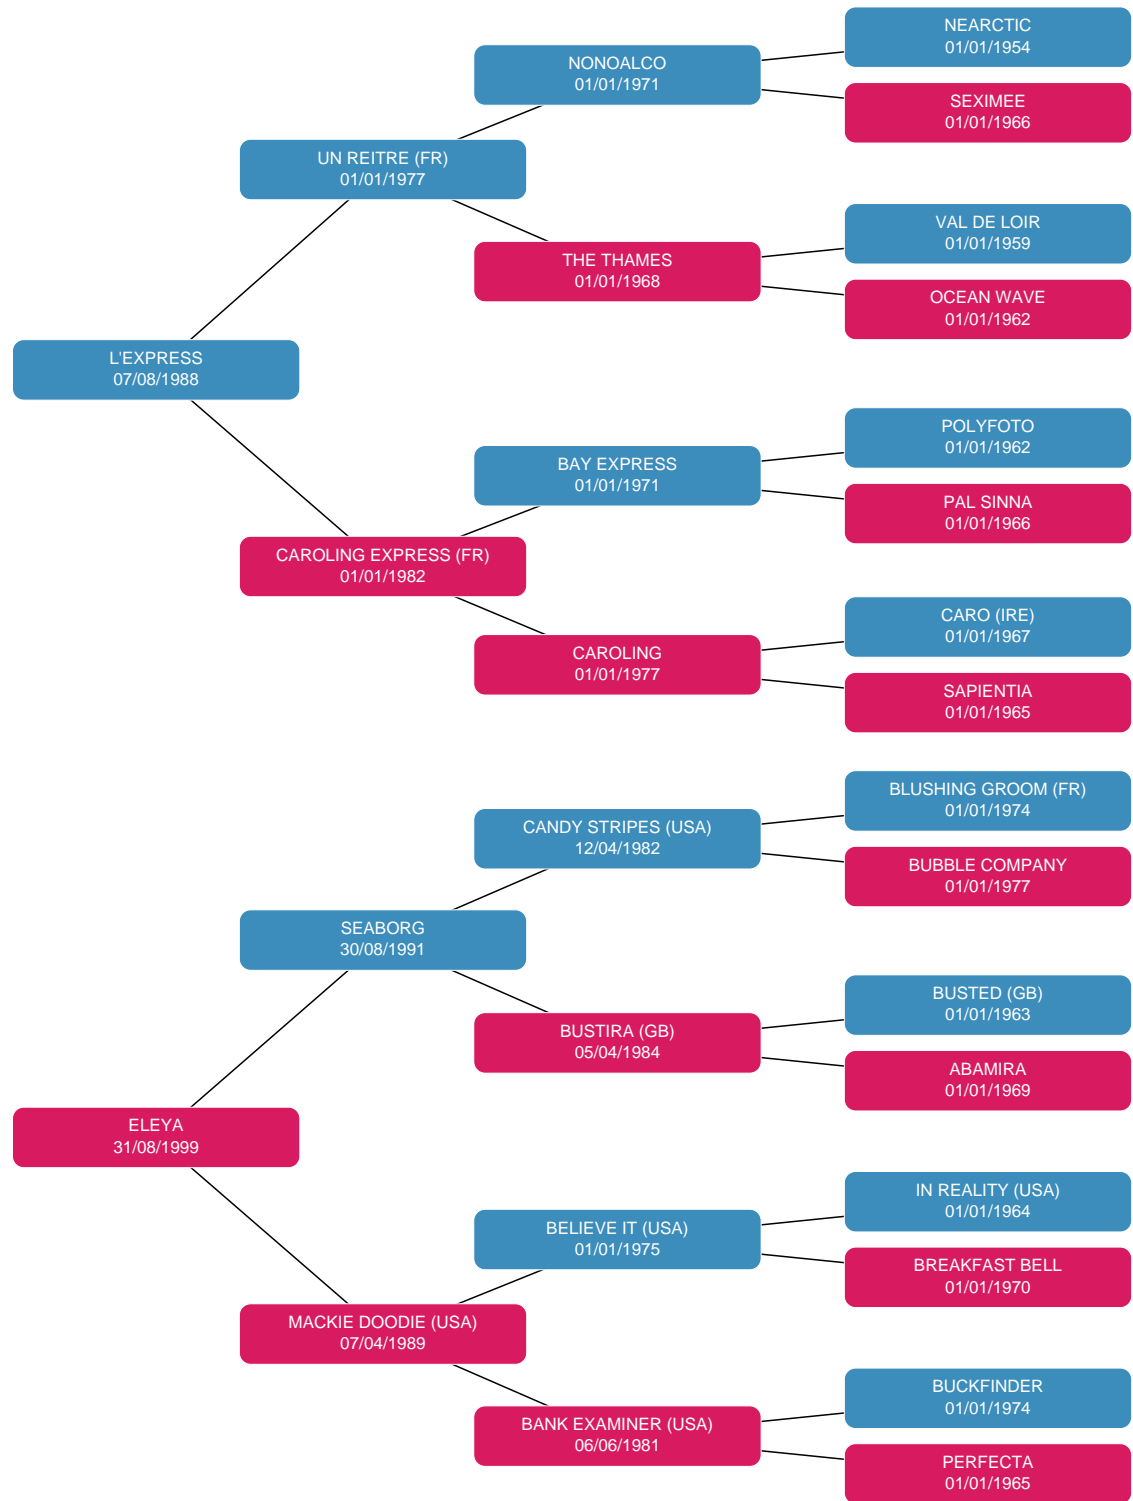 NEARCTIC
01/01/1954
NONOALCO
01/01/1971
SEXIMEE
01/01/1966
UN REITRE (FR)
01/01/1977
VAL DE LOIR
01/01/1959
THE THAMES
01/01/1968
OCEAN WAVE
01/01/1962
L'EXPRESS
07/08/1988
POLYFOTO
01/01/1962
BAY EXPRESS
01/01/1971
PAL SINNA
01/01/1966
CAROLING EXPRESS (FR)
01/01/1982
CARO (IRE)
01/01/1967
CAROLING
01/01/1977
SAPIENTIA
01/01/1965
BLUSHING GROOM (FR)
01/01/1974
CANDY STRIPES (USA)
12/04/1982
BUBBLE COMPANY
01/01/1977
SEABORG
30/08/1991
BUSTED (GB)
01/01/1963
BUSTIRA (GB)
05/04/1984
ABAMIRA
01/01/1969
ELEYA
31/08/1999
IN REALITY (USA)
01/01/1964
BELIEVE IT (USA)
01/01/1975
BREAKFAST BELL
01/01/1970
MACKIE DOODIE (USA)
07/04/1989
BUCKFINDER
01/01/1974
BANK EXAMINER (USA)
06/06/1981
PERFECTA
01/01/1965